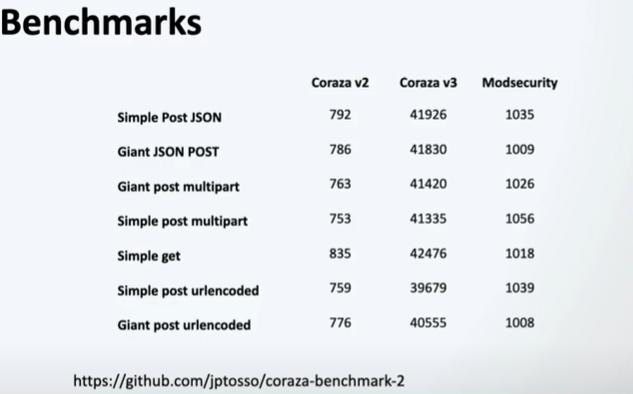 Benchmarks
Coraza v2 Coraza v3 Modsecurity
Simple Post JSON 792 41926 1035
Giant JSON POST 786 41830 1009
Giant post multipart 763 41420 1026
Simple post multipart 753 41335 1056
Simple get 835 42476 1018
Simple post urlencoded 759 39679 1039
Giant post urlencoded 776 40555 1008
https://github.com/jptosso/coraza-benchmark-2